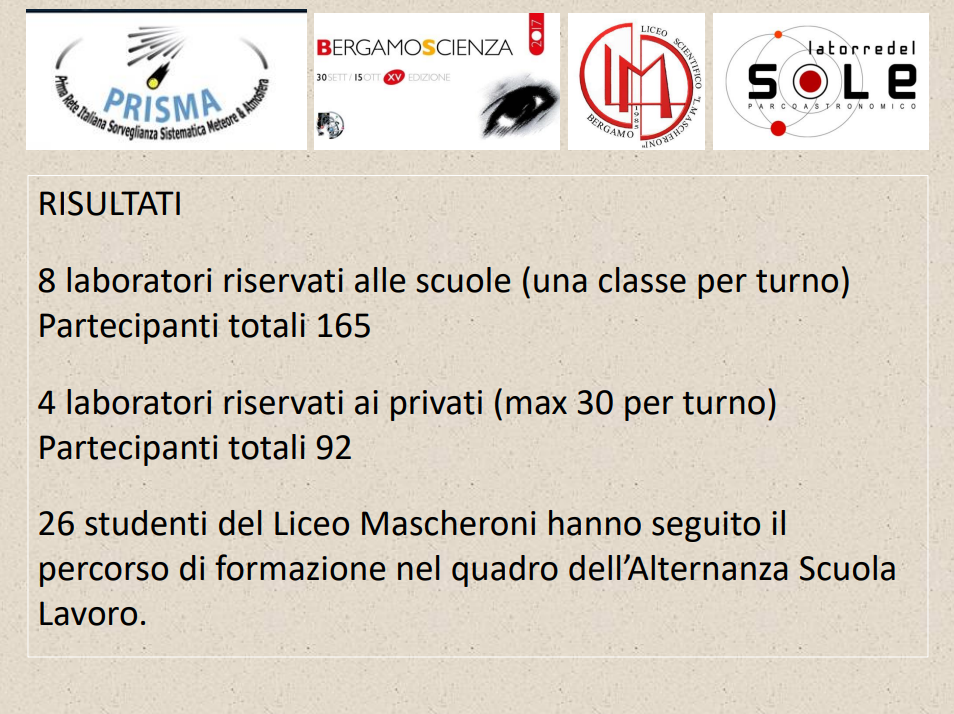 PRISMA
Prima Rete Italiana Sorveglianza Sistematica Meteore & Atmosfera
BERGAMOSCIENZA
2017
30 SETT / 15 OTT XV EDIZIONE
LICEO SCIENTIFICO "L.MASCHERONI"
LMA
1985
BERGAMO
latorredel
SOLE
PARCOASTRONOMICO
RISULTATI
8 laboratori riservati alle scuole (una classe per turno)
Partecipanti totali 165
4 laboratori riservati ai privati (max 30 per turno)
Partecipanti totali 92
26 studenti del Liceo Mascheroni hanno seguito il
percorso di formazione nel quadro dell’Alternanza Scuola
Lavoro.